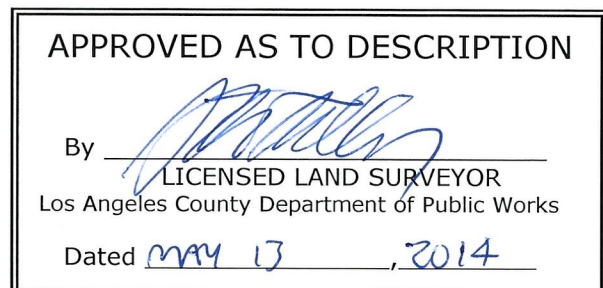 APPROVED AS TO DESCRIPTION
By
LICENSED LAND SURVEYOR
Los Angeles County Department of Public Works
Dated MAY 13, 2014